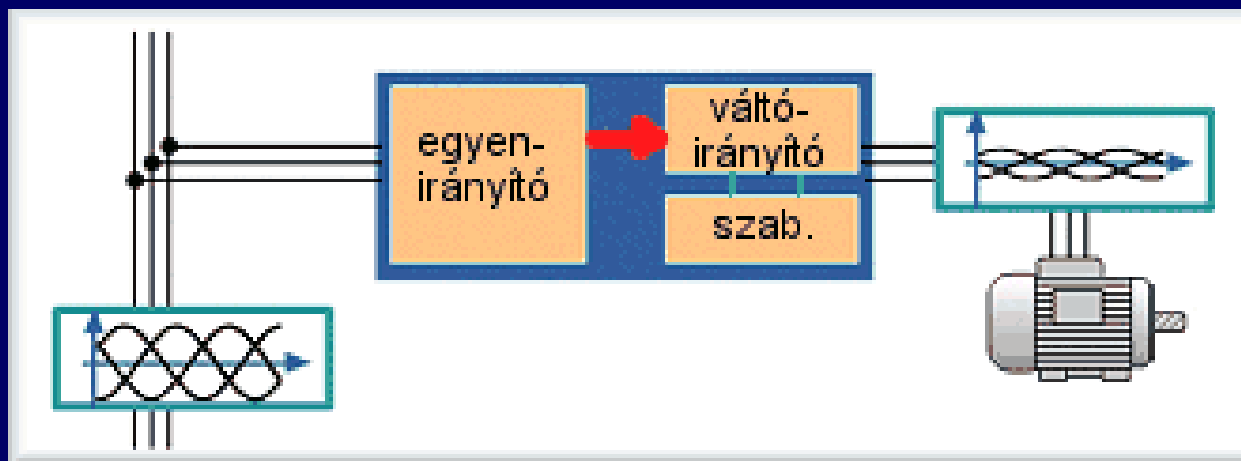 egyen-
irányító
váltó-
irányító
szab.